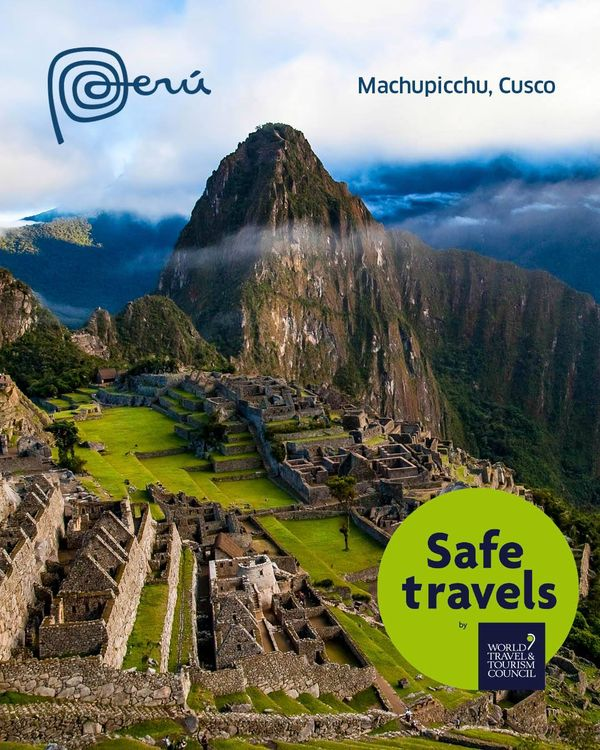 Perú
Machupicchu, Cusco
Safe
travels
by
WORLD
TRAVEL &
TOURISM
COUNCIL